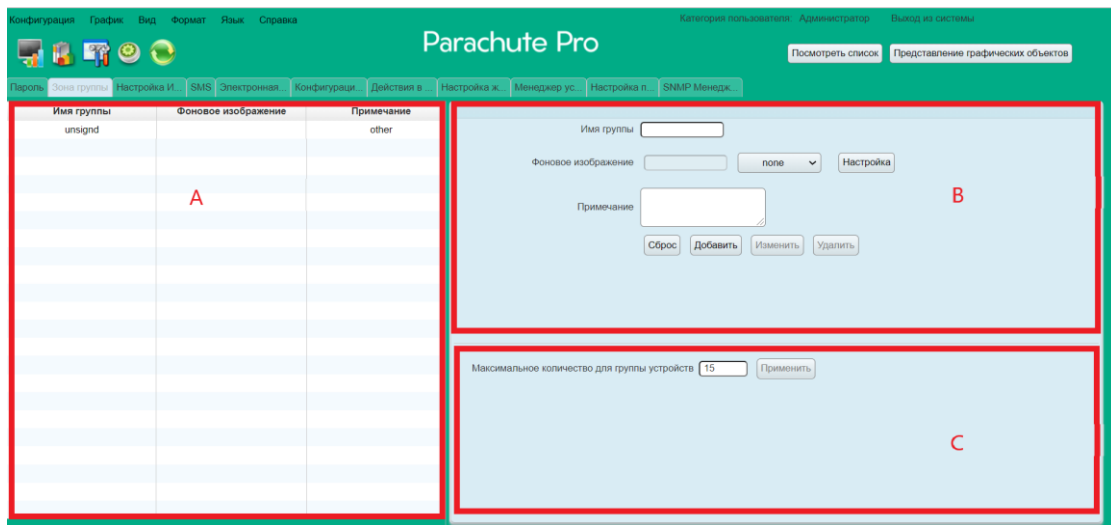 Конфигурация График Вид Формат Язык Справка
Категория пользователя: Администратор Выход из системы
Parachute Pro
Посмотреть список Представление графических объектов
Пароль Зона группы Настройка И... SMS Электронная... Конфигураци... Действия в ... Настройка ж... Менеджер ус... Настройка п... SNMP Менедж...
Имя группы Фоновое изображение Примечание
unsignd other
A
Имя группы
Фоновое изображение none Настройка
B
Примечание
Сброс Добавить Изменить Удалить
Максимальное количество для группы устройств 15 Применить
C